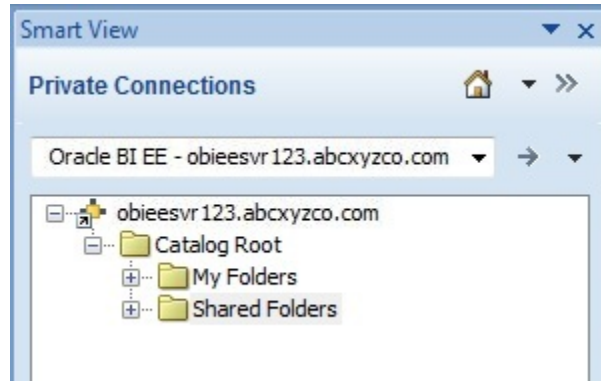 Smart View
Private Connections
Oracle BI EE - obieesvr123.abcxyzco.com
obieesvr123.abcxyzco.com
Catalog Root
My Folders
Shared Folders